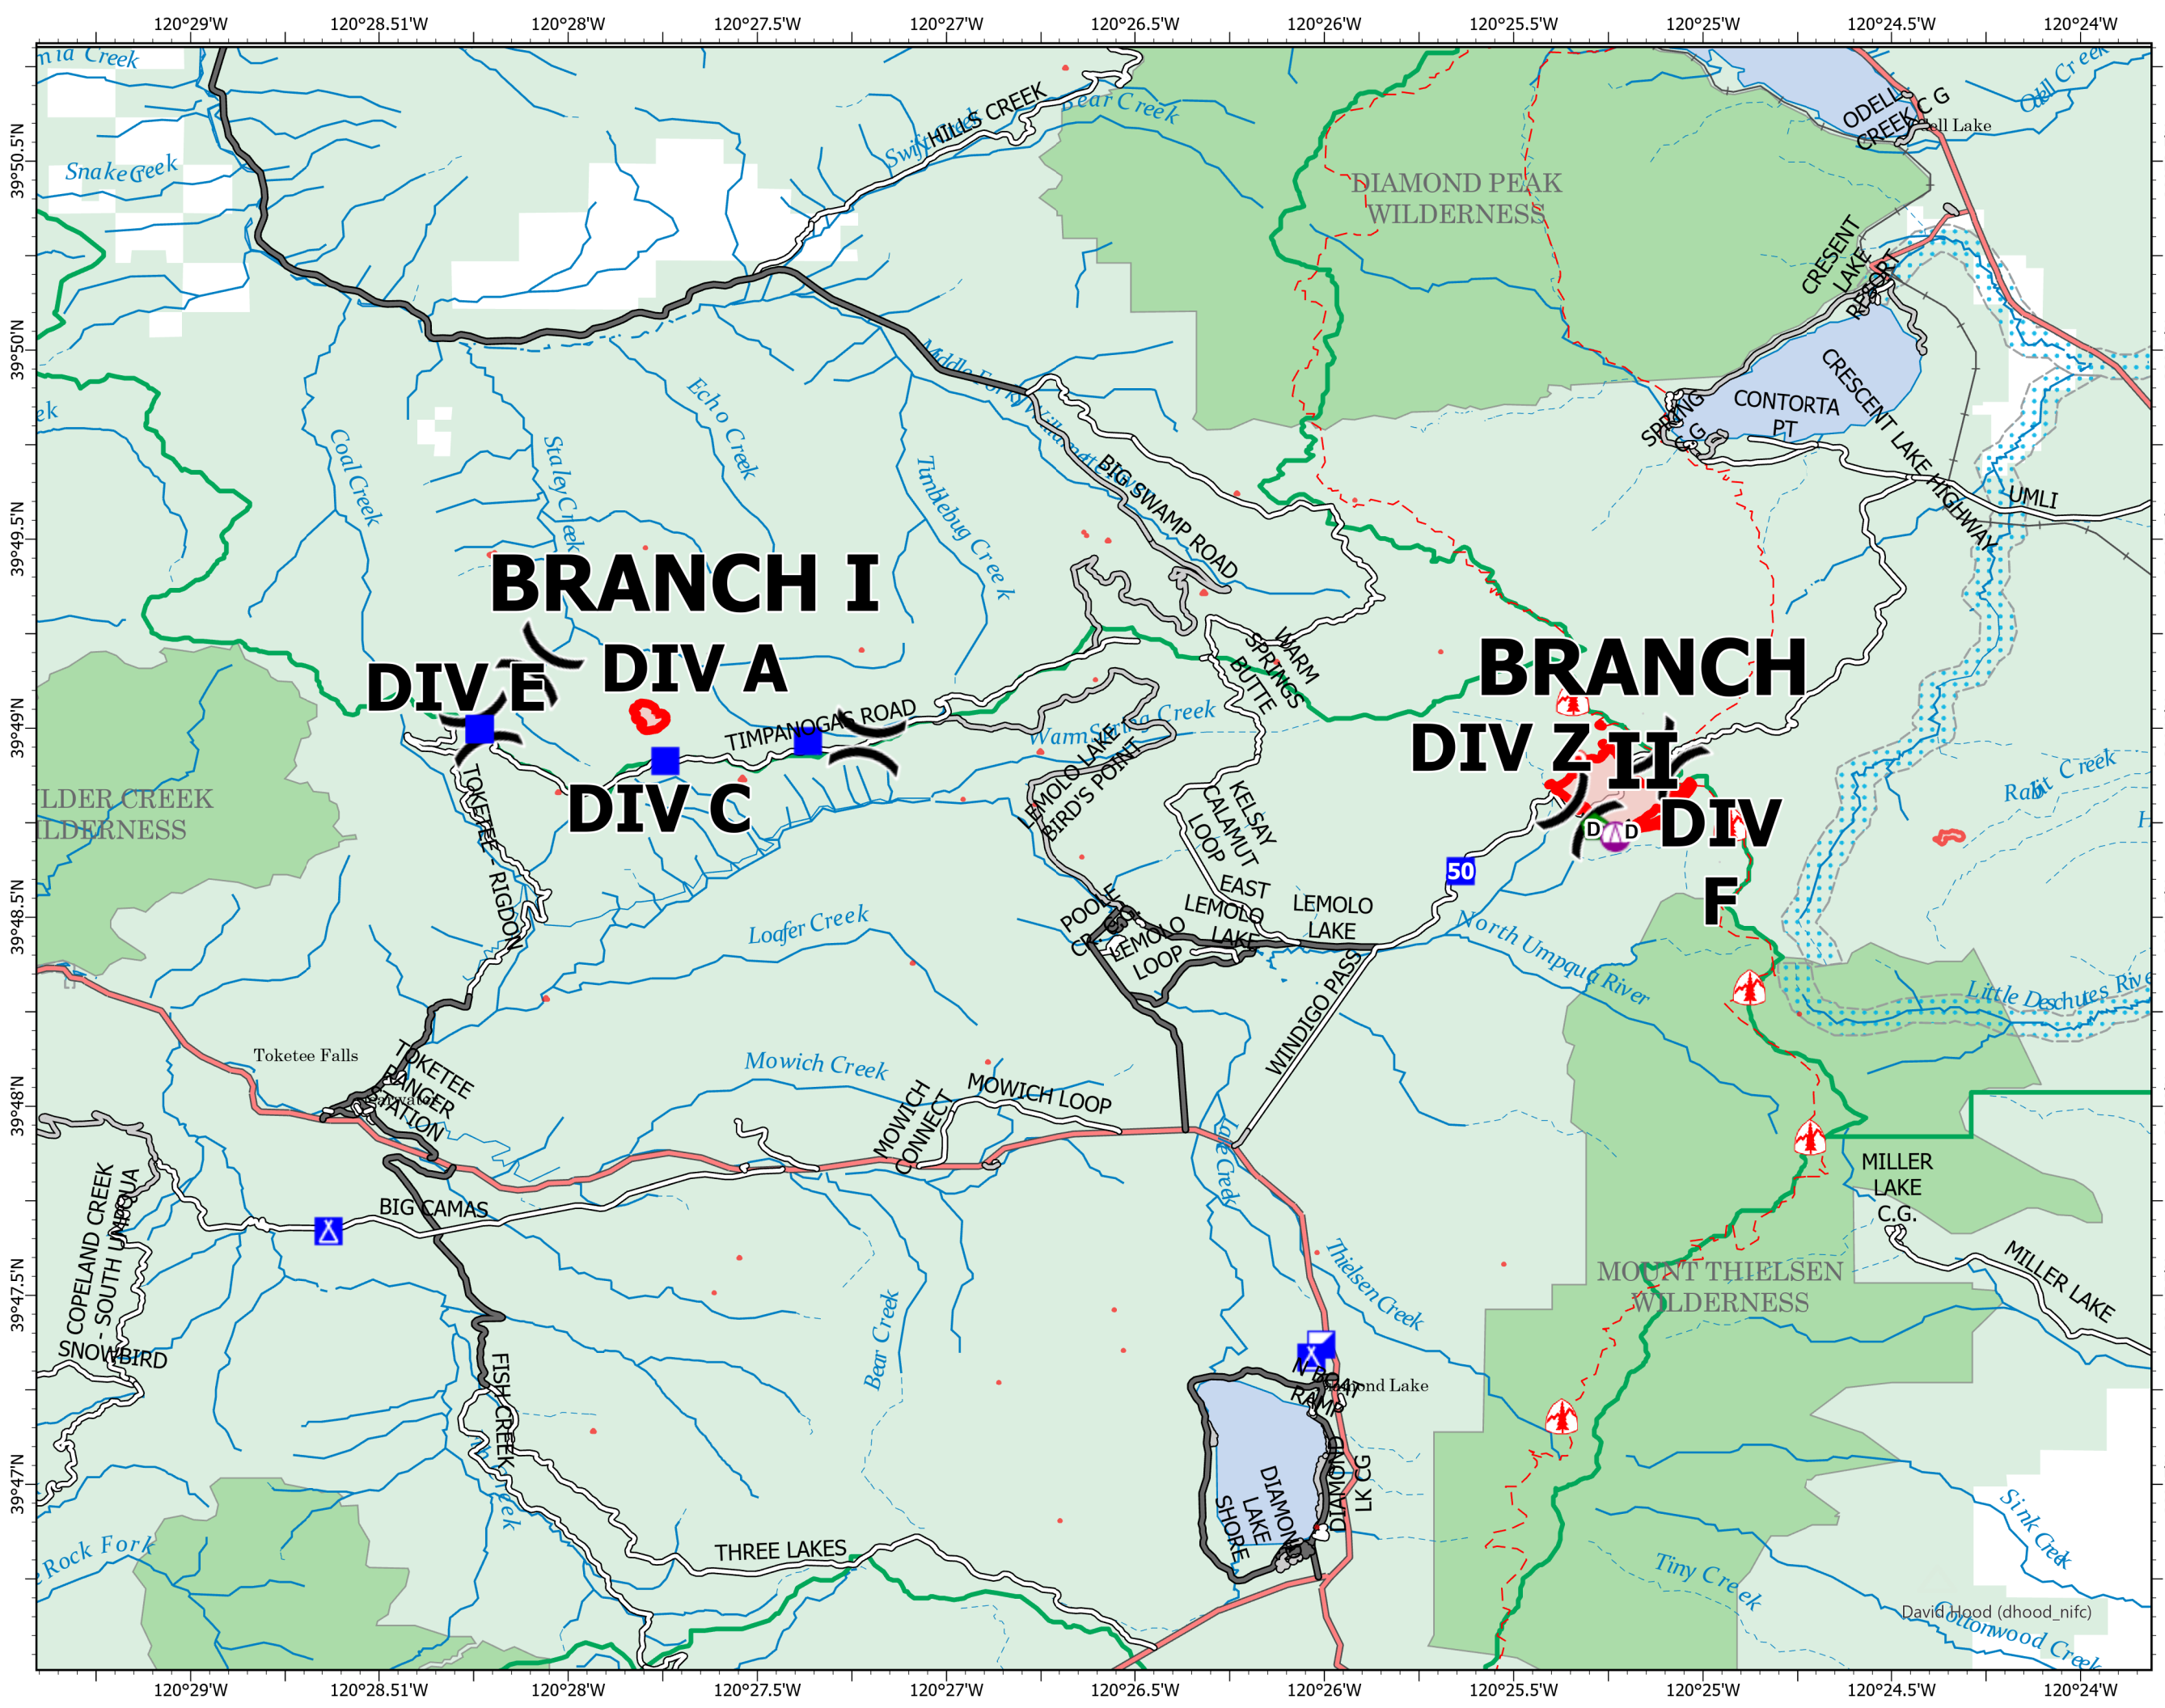 120°29'W 120°28.51'W 120°28'W 120°27.5'W 120°27'W 120°26.5'W 120°26'W 120°25.5'W 120°25'W 120°24.5'W 120°24'W
39°50.5'N
39°50'N
39°49.5'N
39°49'N
39°48.5'N
39°48'N
39°47.5'N
39°47'N
Creek
Snake Creek
HILLS CREEK
Bear Creek
Odell Creek
ODELL
CREEK C G
DIAMOND PEAK
WILDERNESS
CRESENT
LAKE
RESORT
CRESCENT LAKE HIGHWAY
CONTORTA
PT
SPRING
C G
UMLI
Coal Creek
Staley Creek
Echo Creek
Tumblebug Creek
BIG SWAMP ROAD
BRANCH I
DIV E
DIV A
DIV C
TIMPANOGAS ROAD
Warm Spring Creek
WARM
SPRINGS
BUTTE
LEMOLO LAKE
BIRD'S POINT
BRANCH
II
DIV Z
DIV
F
D
D
50
KELSAY
CALAMUT
LOOP
TOKETEE - RIGDON
Loafer Creek
EAST
LEMOLO
LAKE
LEMOLO
LAKE
LEMOLO
LOOP
North Umpqua River
WINDIGO PASS
Rabbit Creek
Little Deschutes Rive
Toketee Falls
TOKETEE
RANGER
STATION
Mowich Creek
MOWICH
CONNECT
MOWICH LOOP
Lake Creek
BIG CAMAS
COPELAND CREEK
- SOUTH UMPQUA
SNOWBIRD
FISH CREEK
Bear Creek
Thielsen Creek
MOUNT THIELSEN
WILDERNESS
MILLER
LAKE
C.G.
MILLER LAKE
N BOAT
RAMP
DIAMOND
LK CG
DIAMOND
LAKE
SHORE
THREE LAKES
Rock Fork
Sink Creek
Tiny Creek
Cottonwood Creek
David Hood (dhood_nifc)